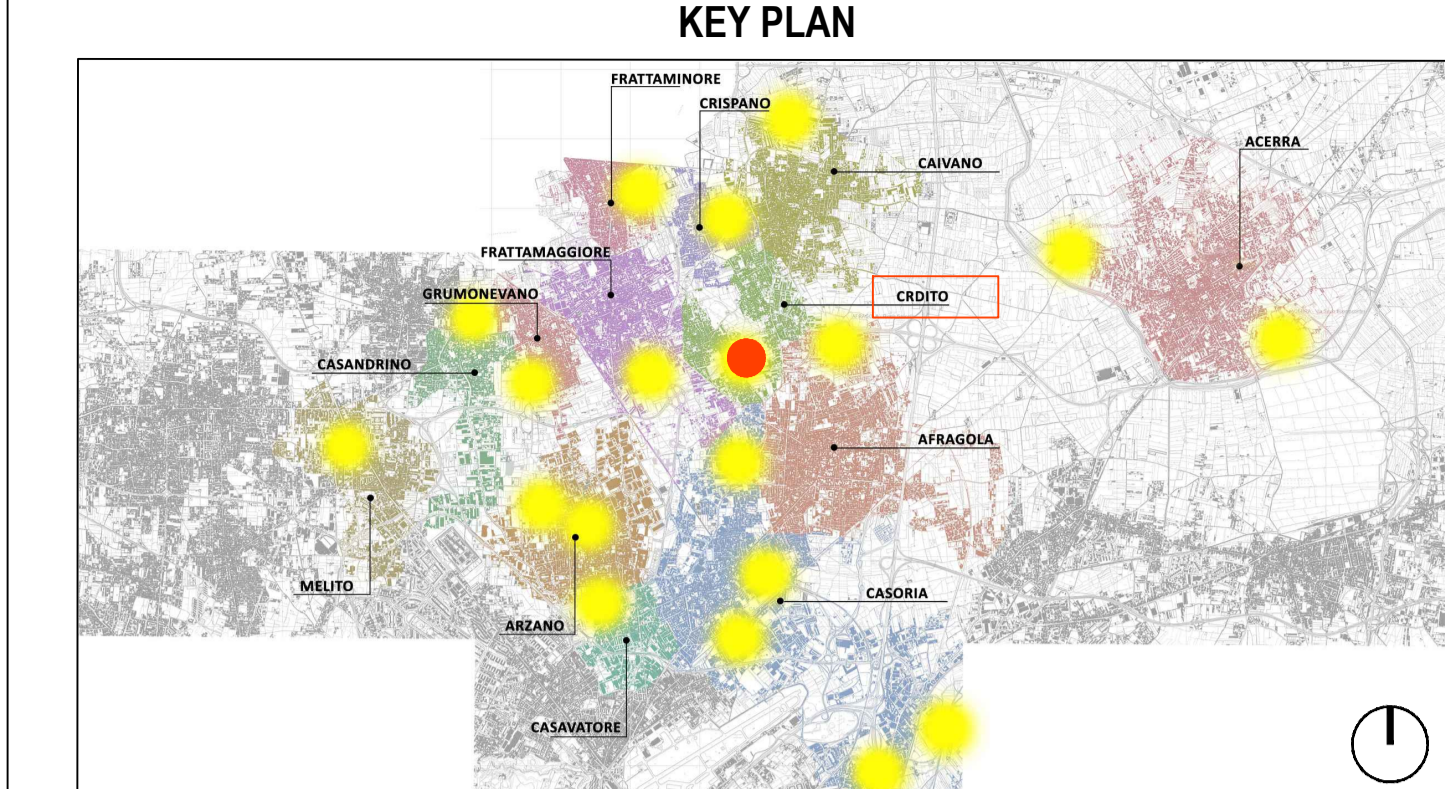 KEY PLAN
FRATTAMINORE
CRISPANO
ACERRA
CAIVANO
FRATTAMAGGIORE
GRUMONEVANO
CRDITO
CASANDRINO
AFRAGOLA
MELITO
CASORIA
ARZANO
CASAVATORE